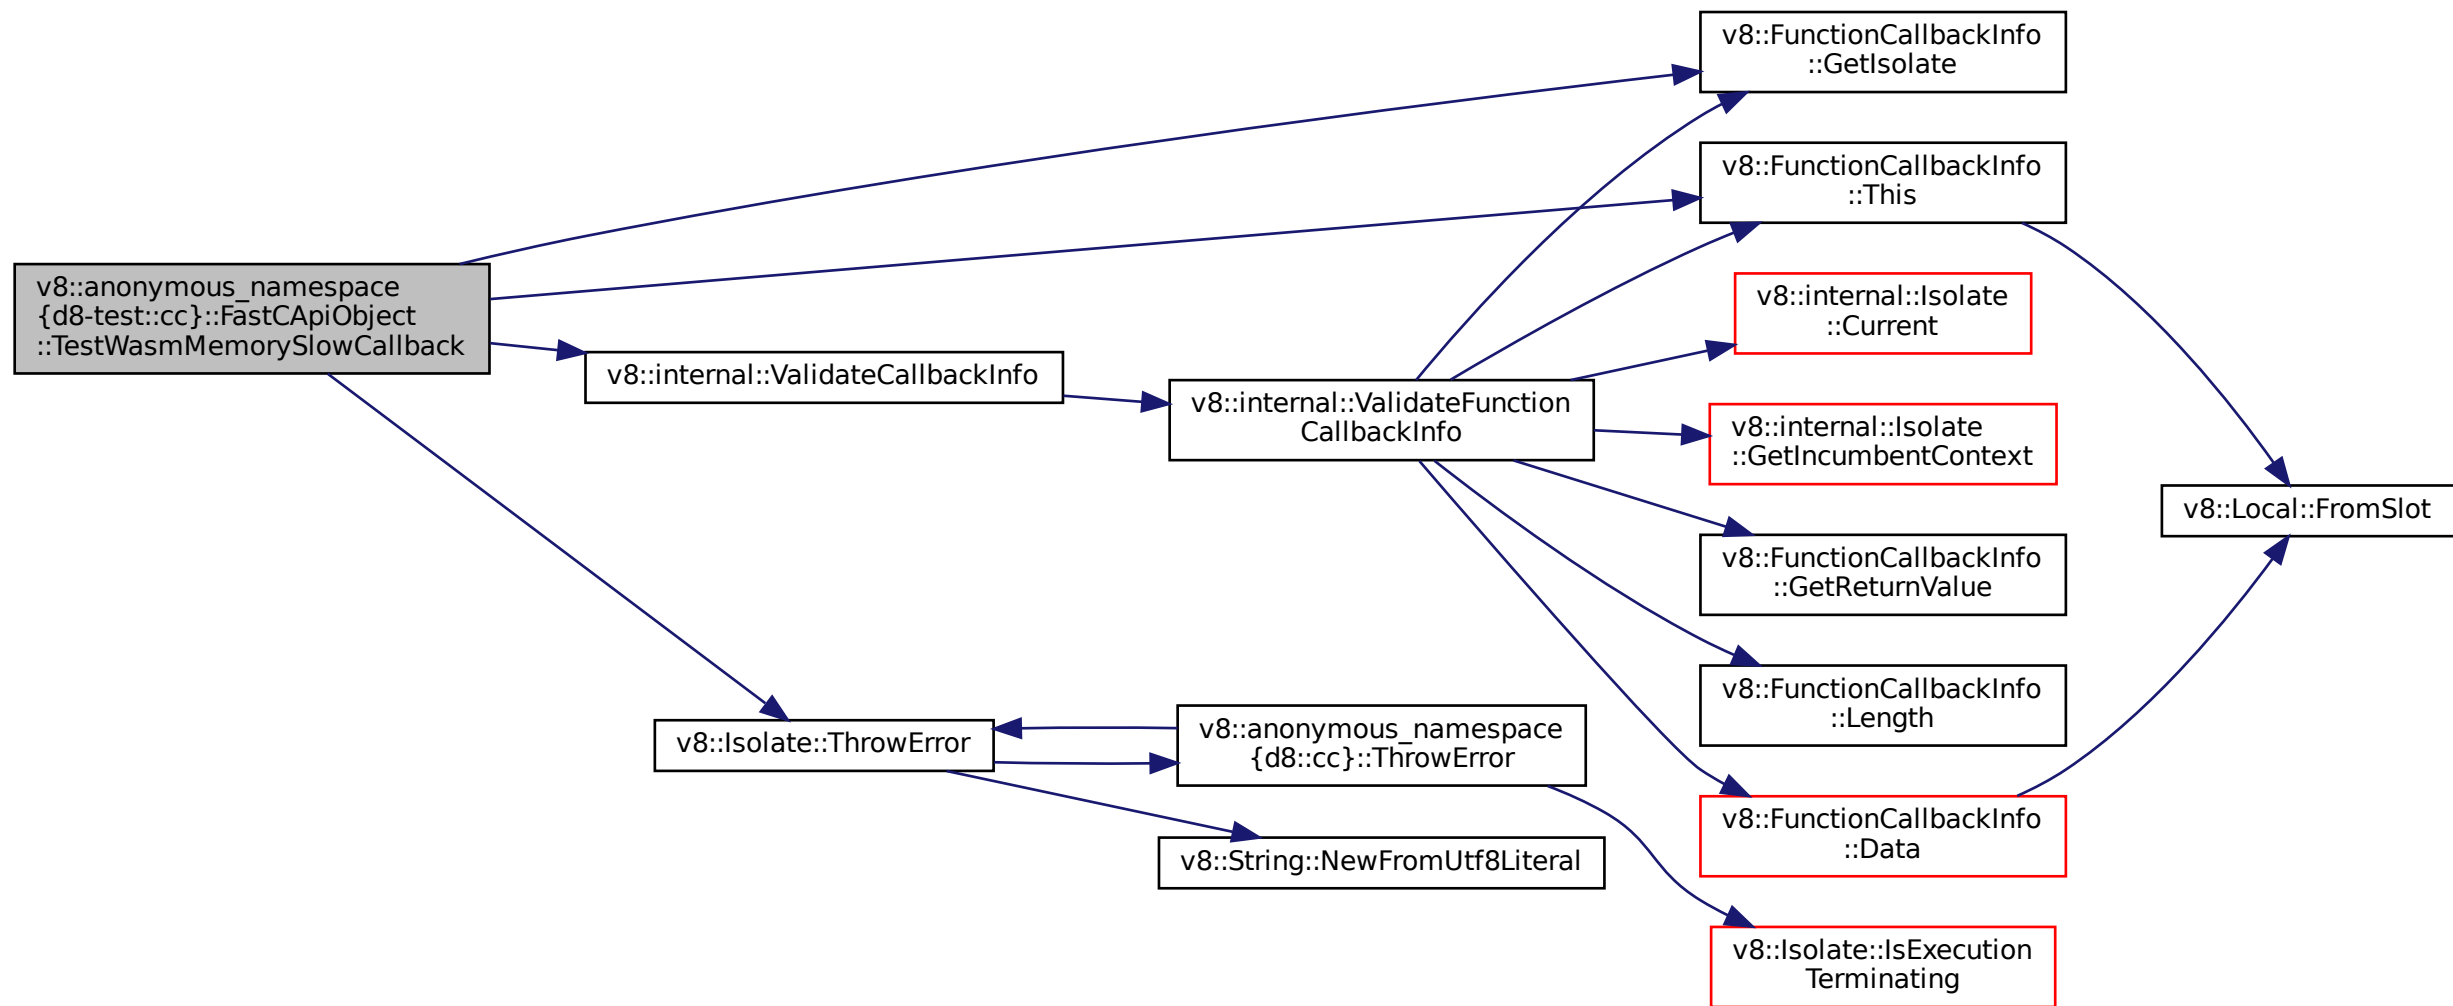 v8::anonymous_namespace
{d8-test::cc}::FastCApiObject
::TestWasmMemorySlowCallback
v8::internal::ValidateCallbackInfo
v8::Isolate::ThrowError
v8::internal::ValidateFunction
CallbackInfo
v8::anonymous_namespace
{d8::cc}::ThrowError
v8::String::NewFromUtf8Literal
v8::FunctionCallbackInfo
::GetIsolate
v8::FunctionCallbackInfo
::This
v8::internal::Isolate
::Current
v8::internal::Isolate
::GetIncumbentContext
v8::FunctionCallbackInfo
::GetReturnValue
v8::FunctionCallbackInfo
::Length
v8::FunctionCallbackInfo
::Data
v8::Isolate::IsExecution
Terminating
v8::Local::FromSlot